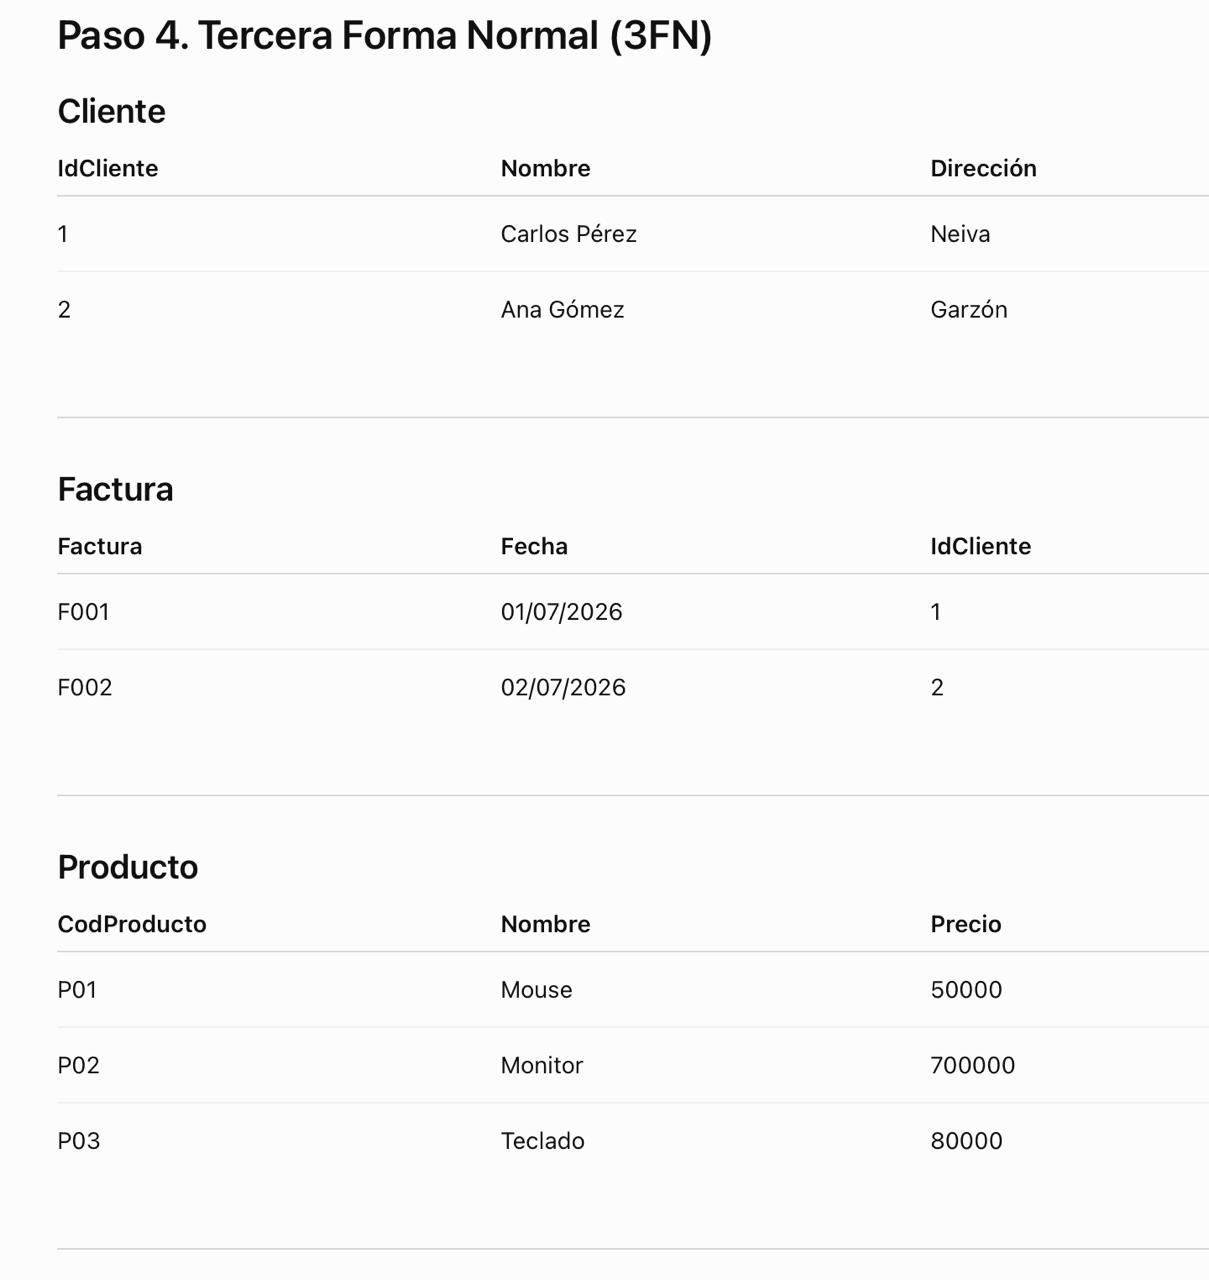 Paso 4. Tercera Forma Normal (3FN)
Cliente
IdCliente Nombre Dirección
1 Carlos Pérez Neiva
2 Ana Gómez Garzón
Factura
Factura Fecha IdCliente
F001 01/07/2026 1
F002 02/07/2026 2
Producto
CodProducto Nombre Precio
P01 Mouse 50000
P02 Monitor 700000
P03 Teclado 80000